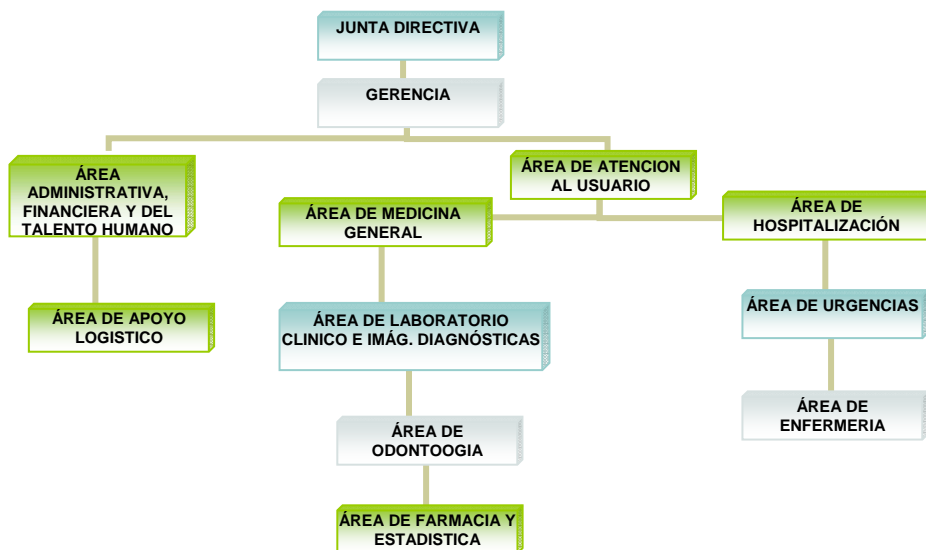 JUNTA DIRECTIVA
GERENCIA
ÁREA
ADMINISTRATIVA,
FINANCIERA Y DEL
TALENTO HUMANO
ÁREA DE ATENCION
AL USUARIO
ÁREA DE MEDICINA
GENERAL
ÁREA DE
HOSPITALIZACIÓN
ÁREA DE APOYO
LOGISTICO
ÁREA DE LABORATORIO
CLINICO E IMÁG. DIAGNÓSTICAS
ÁREA DE URGENCIAS
ÁREA DE
ODONTOOGIA
ÁREA DE
ENFERMERIA
ÁREA DE FARMACIA Y
ESTADISTICA